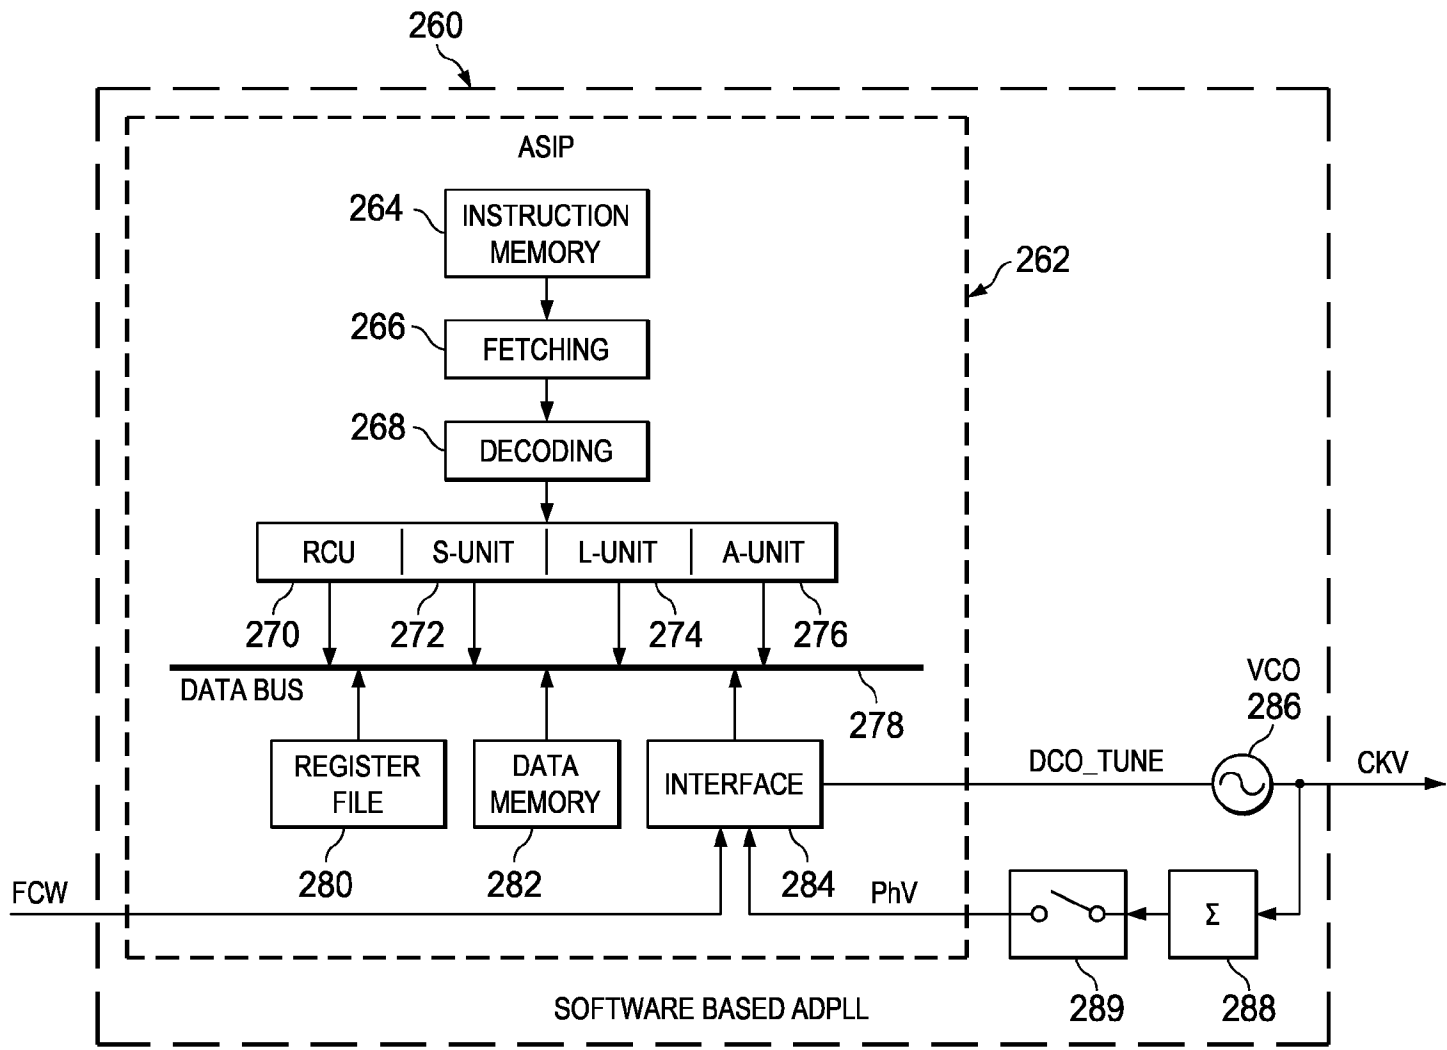 260
ASIP
264
INSTRUCTION
MEMORY
262
266
FETCHING
268
DECODING
RCU
S-UNIT
L-UNIT
A-UNIT
270
272
274
276
DATA BUS
278
VCO
286
REGISTER
FILE
DATA
MEMORY
INTERFACE
DCO_TUNE
CKV
280
282
284
FCW
PhV
Σ
289
288
SOFTWARE BASED ADPLL